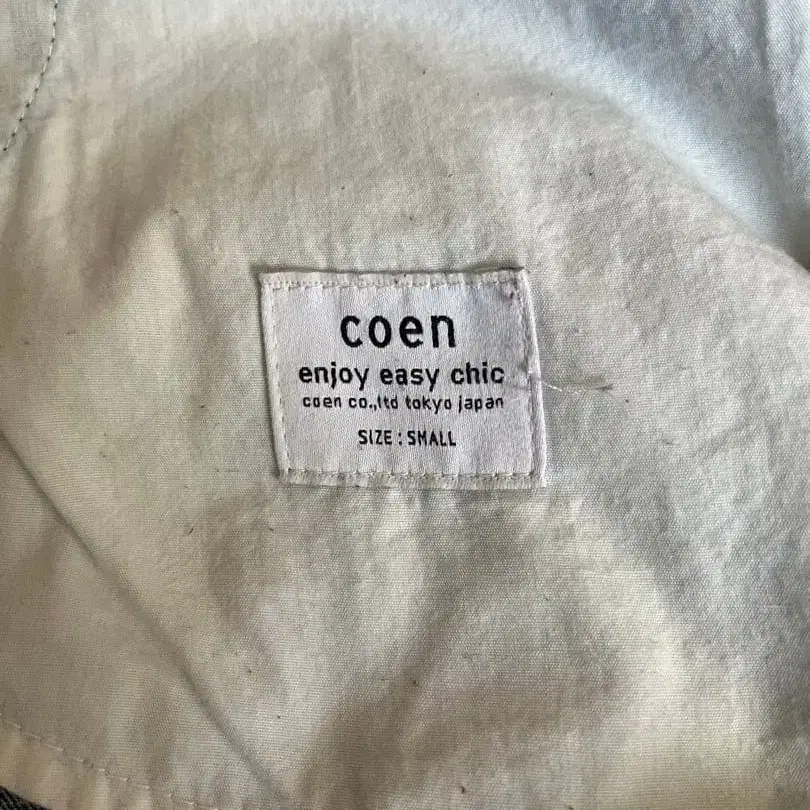 coen
enjoy easy chic
coen co.,ltd tokyo japan
SIZE : SMALL